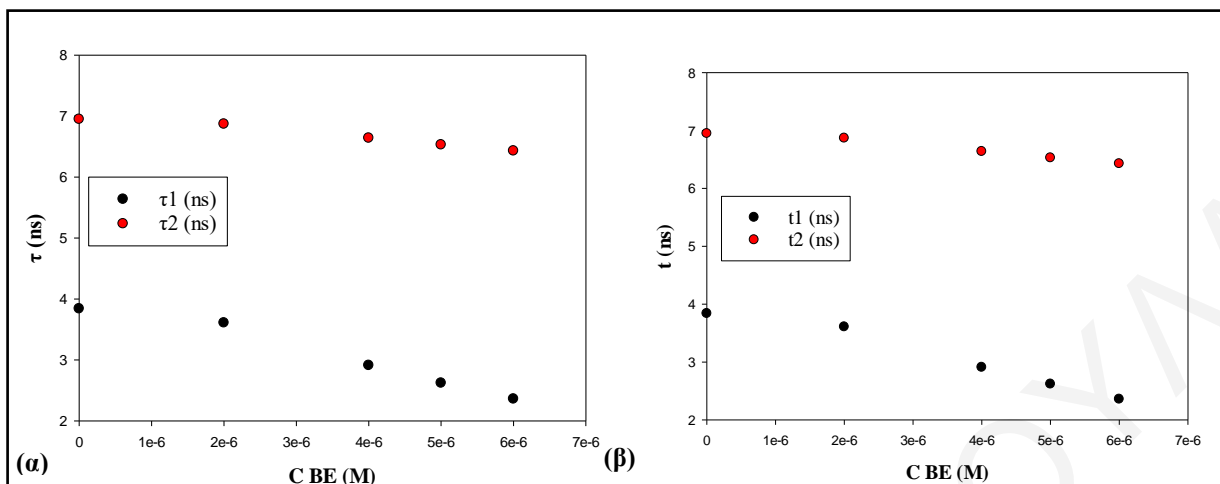 8
7
6
5
4
3
2
τ (ns)
τ1 (ns)
τ2 (ns)
0 1e-6 2e-6 3e-6 4e-6 5e-6 6e-6 7e-6
C BE (M)
(α)
8
7
6
5
4
3
2
t (ns)
t1 (ns)
t2 (ns)
0 1e-6 2e-6 3e-6 4e-6 5e-6 6e-6 7e-6
C BE (M)
(β)